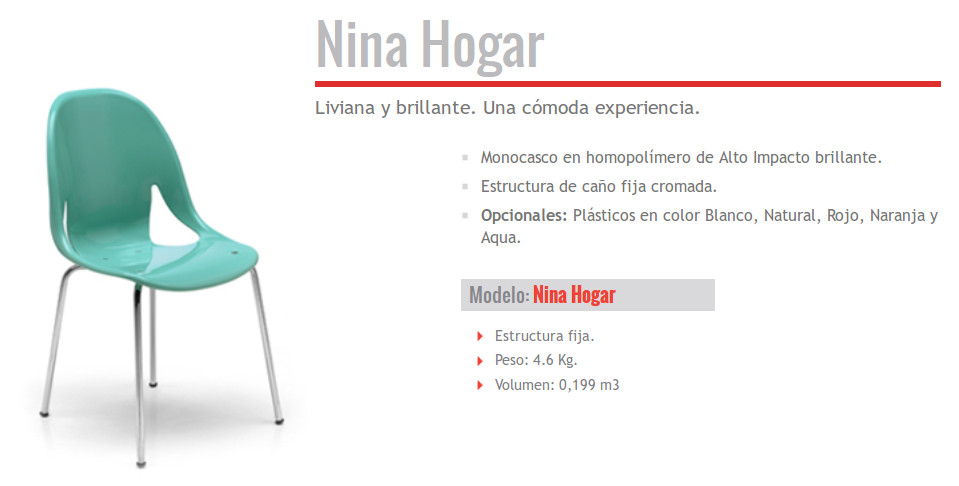 Nina Hogar
Liviana y brillante. Una cómoda experiencia.
Monocasco en homopolímero de Alto Impacto brillante.
Estructura de caño fija cromada.
Opcionales: Plásticos en color Blanco, Natural, Rojo, Naranja y
Aqua.
Modelo: Nina Hogar
Estructura fija.
Peso: 4.6 Kg.
Volumen: 0,199 m3